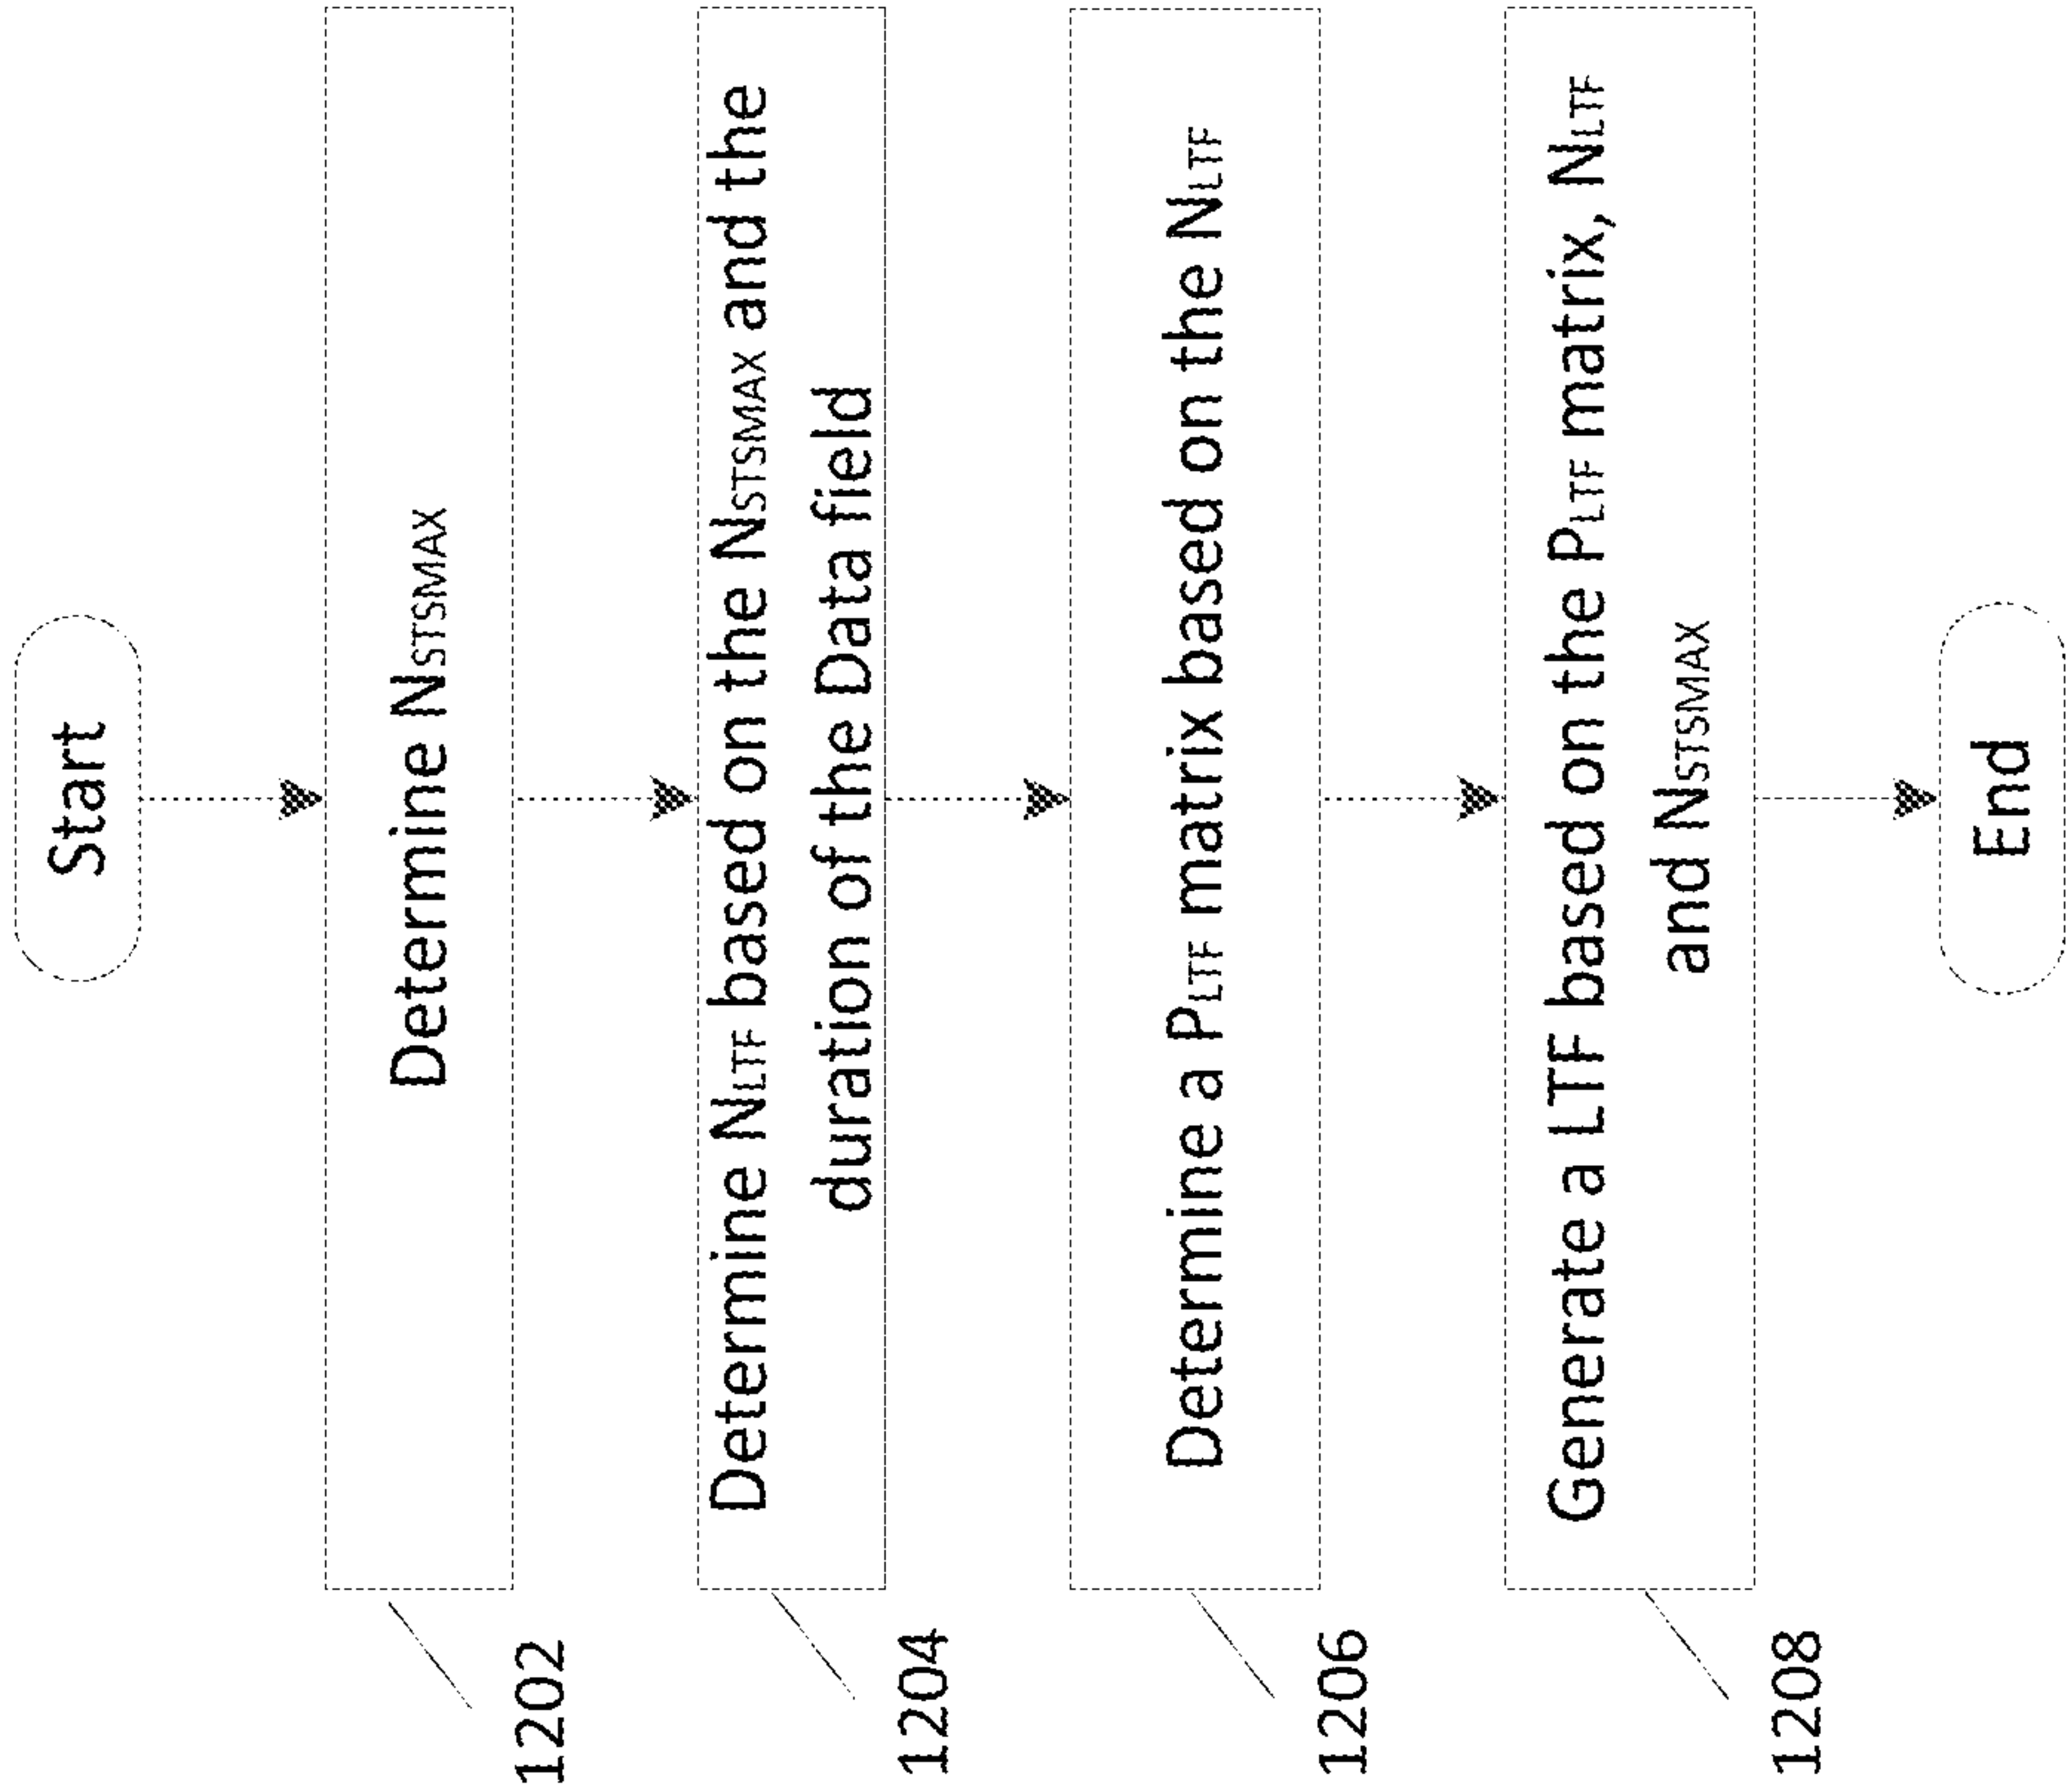 Start
Determine NSTSMAX
1202
Determine NLTF based on the NSTSMAX and the
duration of the Data field
1204
Determine a PLTF matrix based on the NLTF
1206
Generate a LTF based on the PLTF matrix, NLTF
and NSTSMAX
1208
End